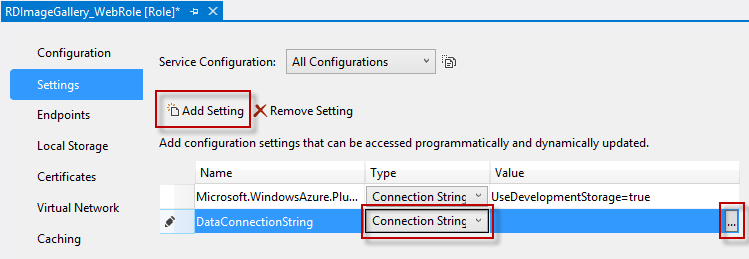 RDImageGallery_WebRole [Role]*
Configuration
Settings
Endpoints
Local Storage
Certificates
Virtual Network
Caching
Service Configuration: All Configurations
Add Setting Remove Setting
Add configuration settings that can be accessed programmatically and dynamically updated.
Name Type Value
Microsoft.WindowsAzure.Plu... Connection String UseDevelopmentStorage=true
DataConnectionString Connection String ...